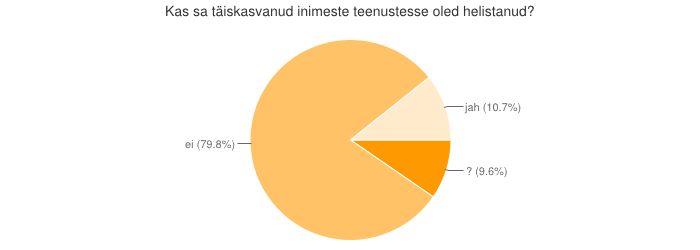 Kas sa täiskasvanud inimeste teenustesse oled helistanud?
jah (10.7%)
ei (79.8%)
? (9.6%)